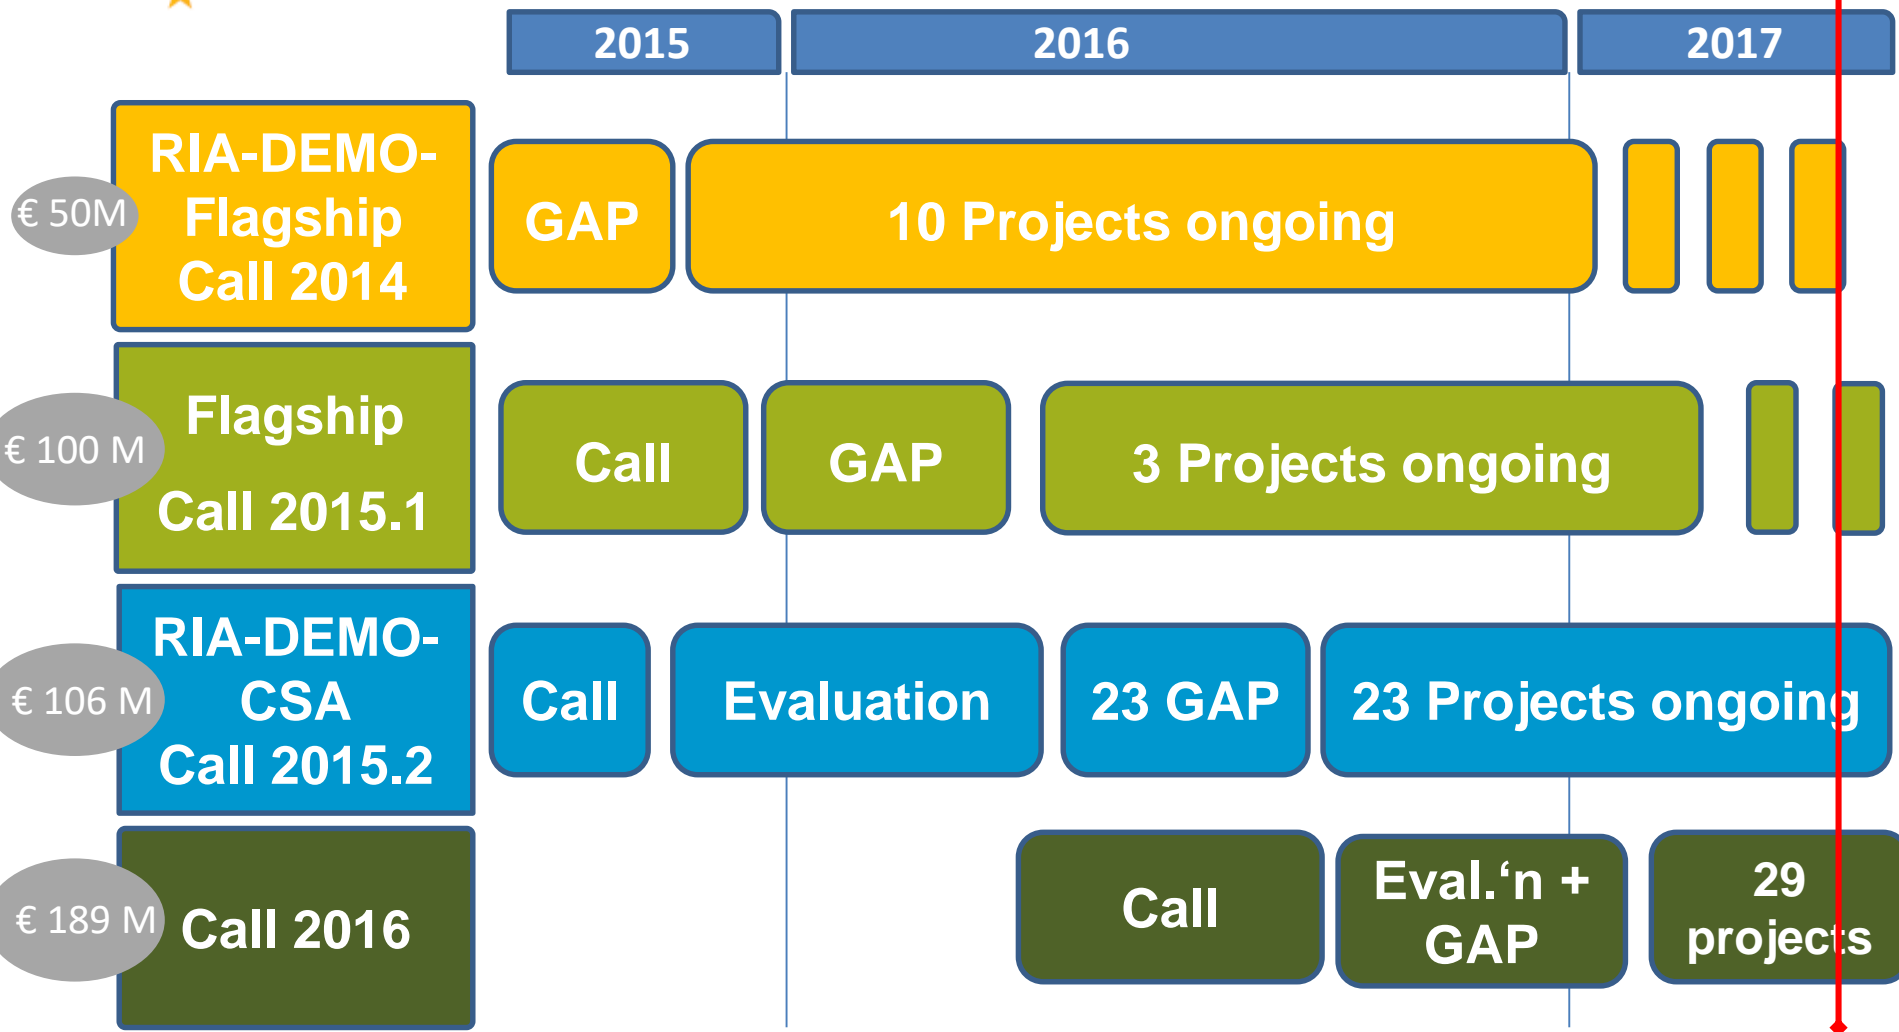 2015
2016
2017
€ 50M
RIA-DEMO-
Flagship
Call 2014
GAP
10 Projects ongoing
€ 100 M
Flagship
Call 2015.1
Call
GAP
3 Projects ongoing
€ 106 M
RIA-DEMO-
CSA
Call 2015.2
Call
Evaluation
23 GAP
23 Projects ongoing
€ 189 M
Call 2016
Call
Eval.‘n +
GAP
29
projects